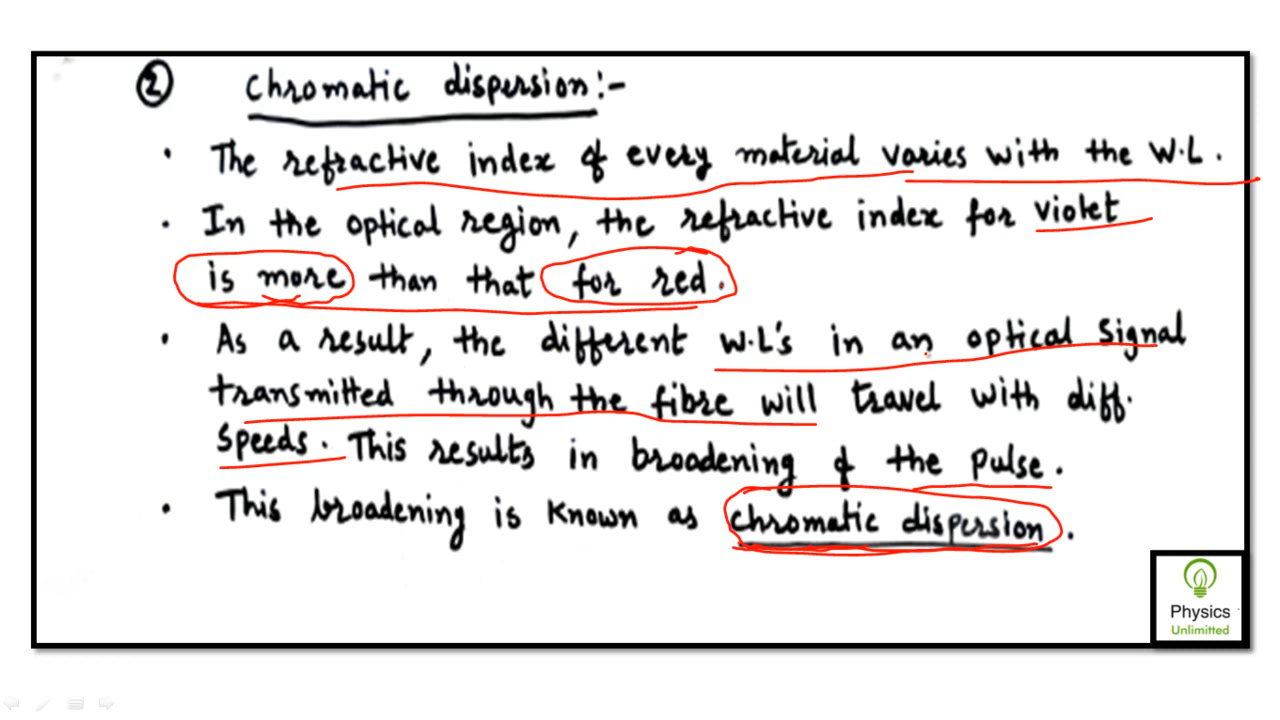 ② Chromatic dispersion:-
• The refractive index of every material varies with the W.L.
• In the optical region, the refractive index for violet
is more than that for red.
• As a result, the different W.L's in an optical signal
transmitted through the fibre will travel with diff.
speeds. This results in broadening of the pulse.
• This broadening is known as chromatic dispersion.
Physics
Unlimitted